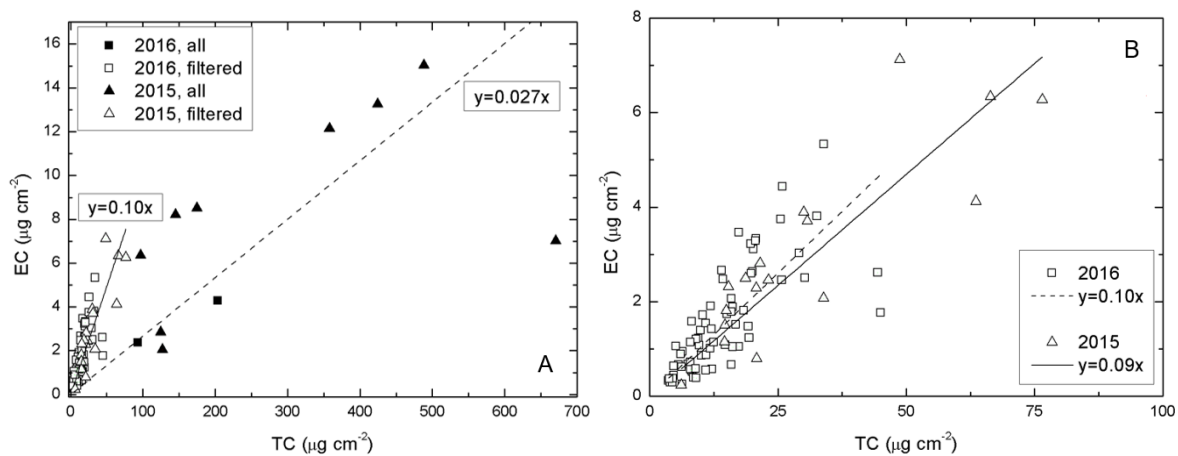 16
14
12
10
8
6
4
2
0
EC (μg cm⁻²)
2016, all
2016, filtered
2015, all
2015, filtered
y=0.10x
y=0.027x
A
0 100 200 300 400 500 600 700
TC (μg cm⁻²)
8
6
4
2
0
EC (μg cm⁻²)
B
2016
y=0.10x
2015
y=0.09x
0 25 50 75 100
TC (μg cm⁻²)